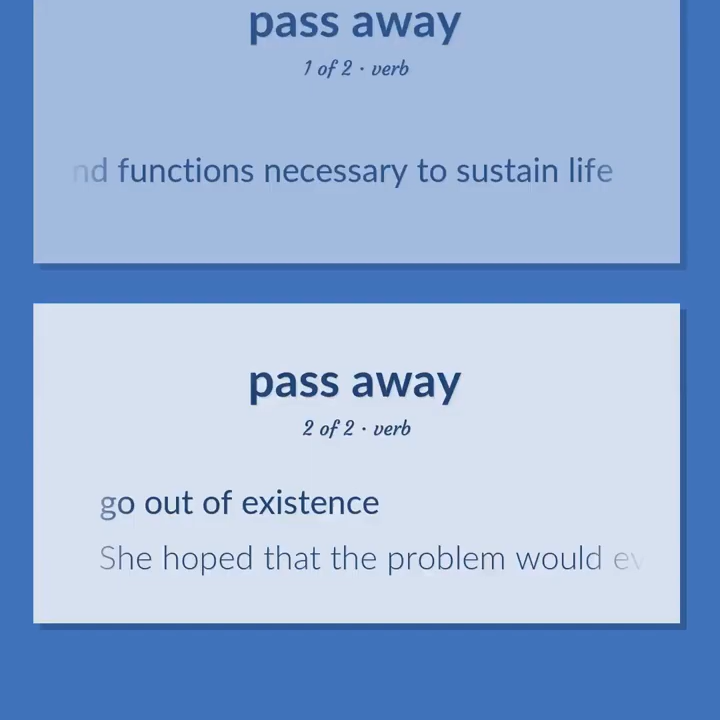 pass away
1 of 2 · verb
nd functions necessary to sustain life
pass away
2 of 2 · verb
go out of existence
She hoped that the problem would ev